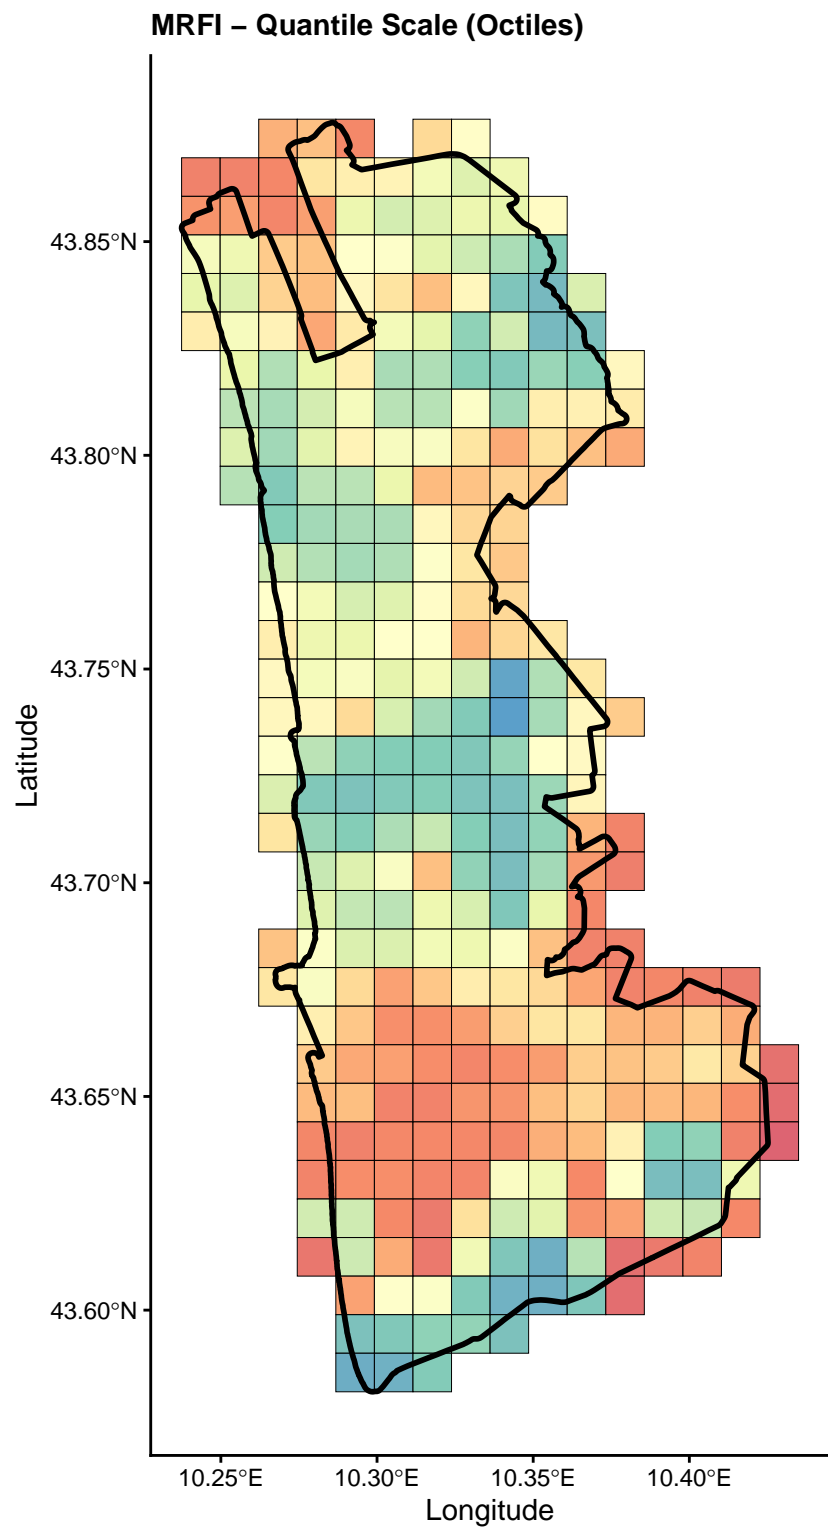 MRFI – Quantile Scale (Octiles)
Latitude
43.85°N
43.80°N
43.75°N
43.70°N
43.65°N
43.60°N
10.25°E 10.30°E 10.35°E 10.40°E
Longitude